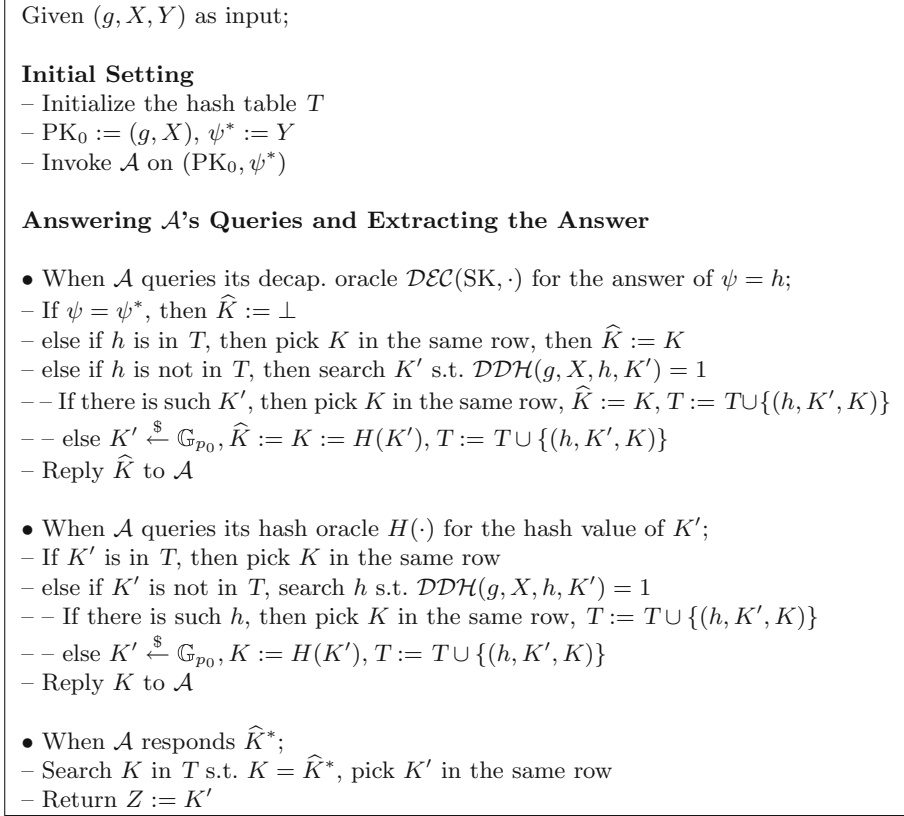 Given (g, X, Y) as input;
Initial Setting
– Initialize the hash table T
– PK₀ := (g, X), ψ* := Y
– Invoke 𝒜 on (PK₀, ψ*)
Answering 𝒜's Queries and Extracting the Answer
• When 𝒜 queries its decap. oracle 𝒟ℰ𝒞(SK, ·) for the answer of ψ = h;
– If ψ = ψ*, then K̂ := ⊥
– else if h is in T, then pick K in the same row, then K̂ := K
– else if h is not in T, then search K′ s.t. 𝒟𝒟ℋ(g, X, h, K′) = 1
– – If there is such K′, then pick K in the same row, K̂ := K, T := T∪{(h, K′, K)}
– – else K′ $← 𝔾_{p₀}, K̂ := K := H(K′), T := T ∪ {(h, K′, K)}
– Reply K̂ to 𝒜
• When 𝒜 queries its hash oracle H(·) for the hash value of K′;
– If K′ is in T, then pick K in the same row
– else if K′ is not in T, search h s.t. 𝒟𝒟ℋ(g, X, h, K′) = 1
– – If there is such h, then pick K in the same row, T := T ∪ {(h, K′, K)}
– – else K′ $← 𝔾_{p₀}, K := H(K′), T := T ∪ {(h, K′, K)}
– Reply K to 𝒜
• When 𝒜 responds K̂*;
– Search K in T s.t. K = K̂*, pick K′ in the same row
– Return Z := K′